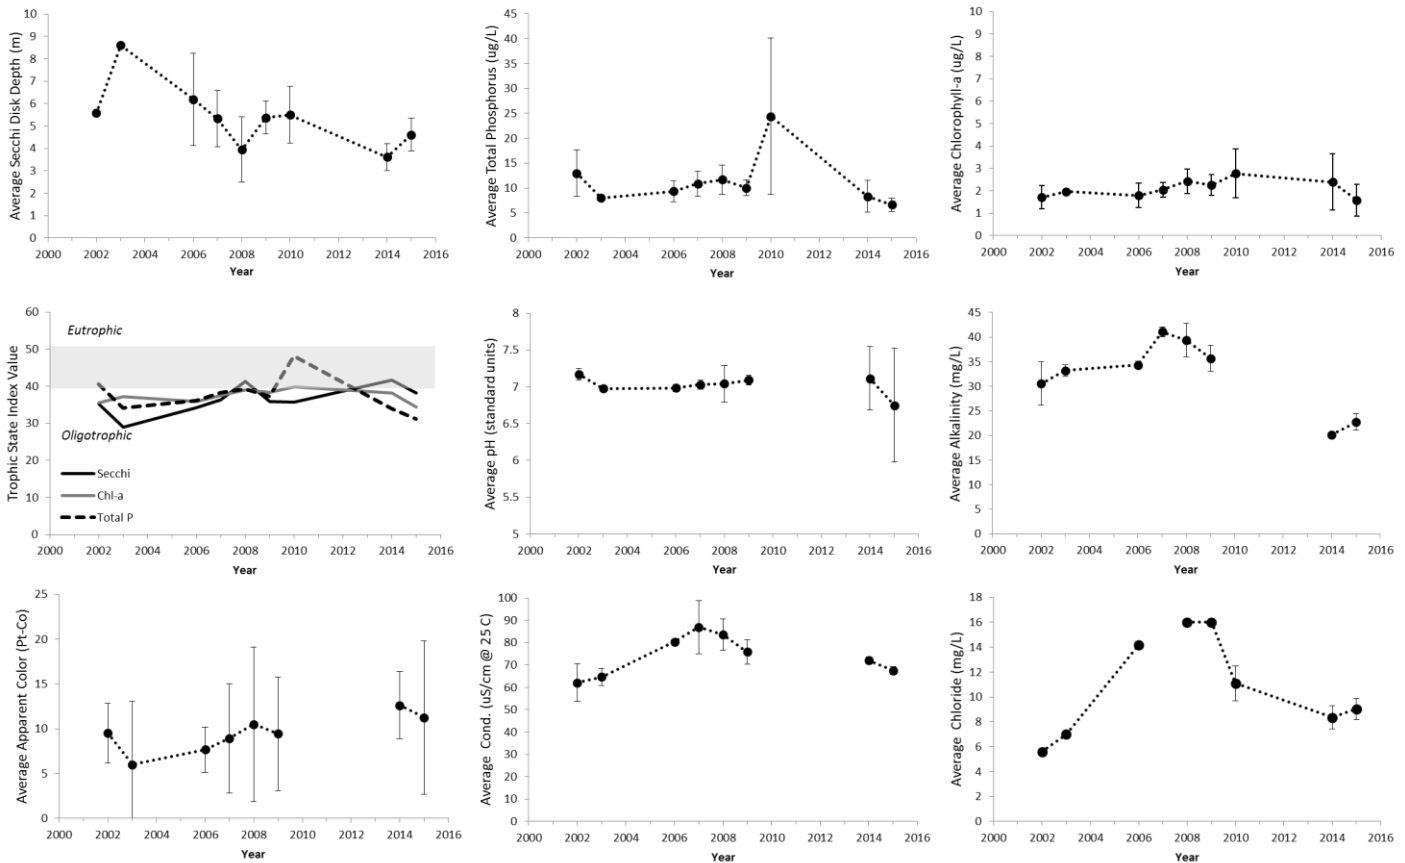 Average Secchi Disk Depth (m)
10
9
8
7
6
5
4
3
2
1
0
2000 2002 2004 2006 2008 2010 2012 2014 2016
Year
Average Total Phosphorus (ug/L)
45
40
35
30
25
20
15
10
5
0
2000 2002 2004 2006 2008 2010 2012 2014 2016
Year
Average Chlorophyll-a (ug/L)
10
9
8
7
6
5
4
3
2
1
0
2000 2002 2004 2006 2008 2010 2012 2014 2016
Year
Trophic State Index Value
60
50
40
30
20
10
0
Eutrophic
Oligotrophic
Secchi
Chl-a
Total P
2000 2002 2004 2006 2008 2010 2012 2014 2016
Year
Average pH (standard units)
8
7.5
7
6.5
6
5.5
5
2000 2002 2004 2006 2008 2010 2012 2014 2016
Year
Average Alkalinity (mg/L)
45
40
35
30
25
20
15
10
5
0
2000 2002 2004 2006 2008 2010 2012 2014 2016
Year
Average Apparent Color (Pt-Co)
25
20
15
10
5
0
2000 2002 2004 2006 2008 2010 2012 2014 2016
Year
Average Cond. (uS/cm @ 25 C)
100
90
80
70
60
50
40
30
20
10
0
2000 2002 2004 2006 2008 2010 2012 2014 2016
Year
Average Chloride (mg/L)
18
16
14
12
10
8
6
4
2
0
2000 2002 2004 2006 2008 2010 2012 2014 2016
Year